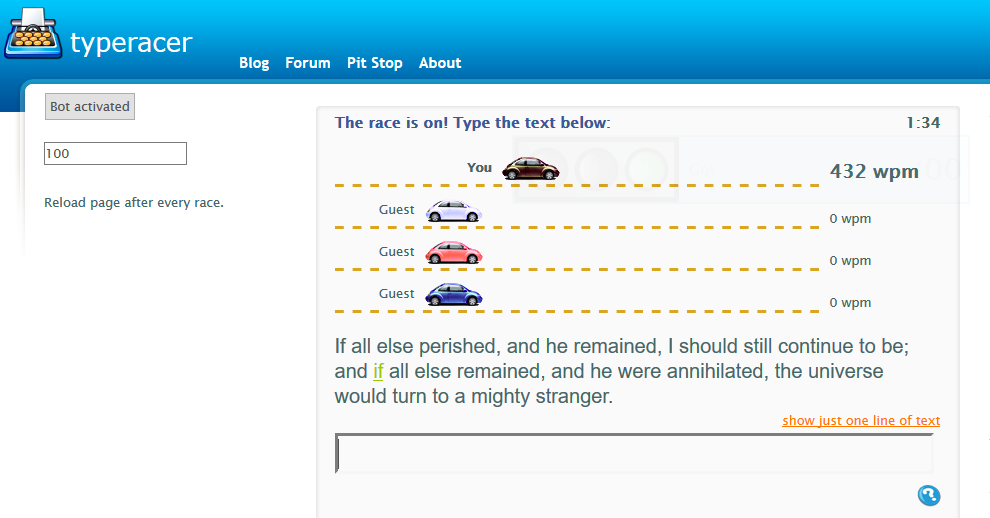 typeracer
Blog Forum Pit Stop About
Bot activated
100
Reload page after every race.
The race is on! Type the text below:
1:34
You
432 wpm
Guest
0 wpm
Guest
0 wpm
Guest
0 wpm
If all else perished, and he remained, I should still continue to be;
and if all else remained, and he were annihilated, the universe
would turn to a mighty stranger.
show just one line of text
?